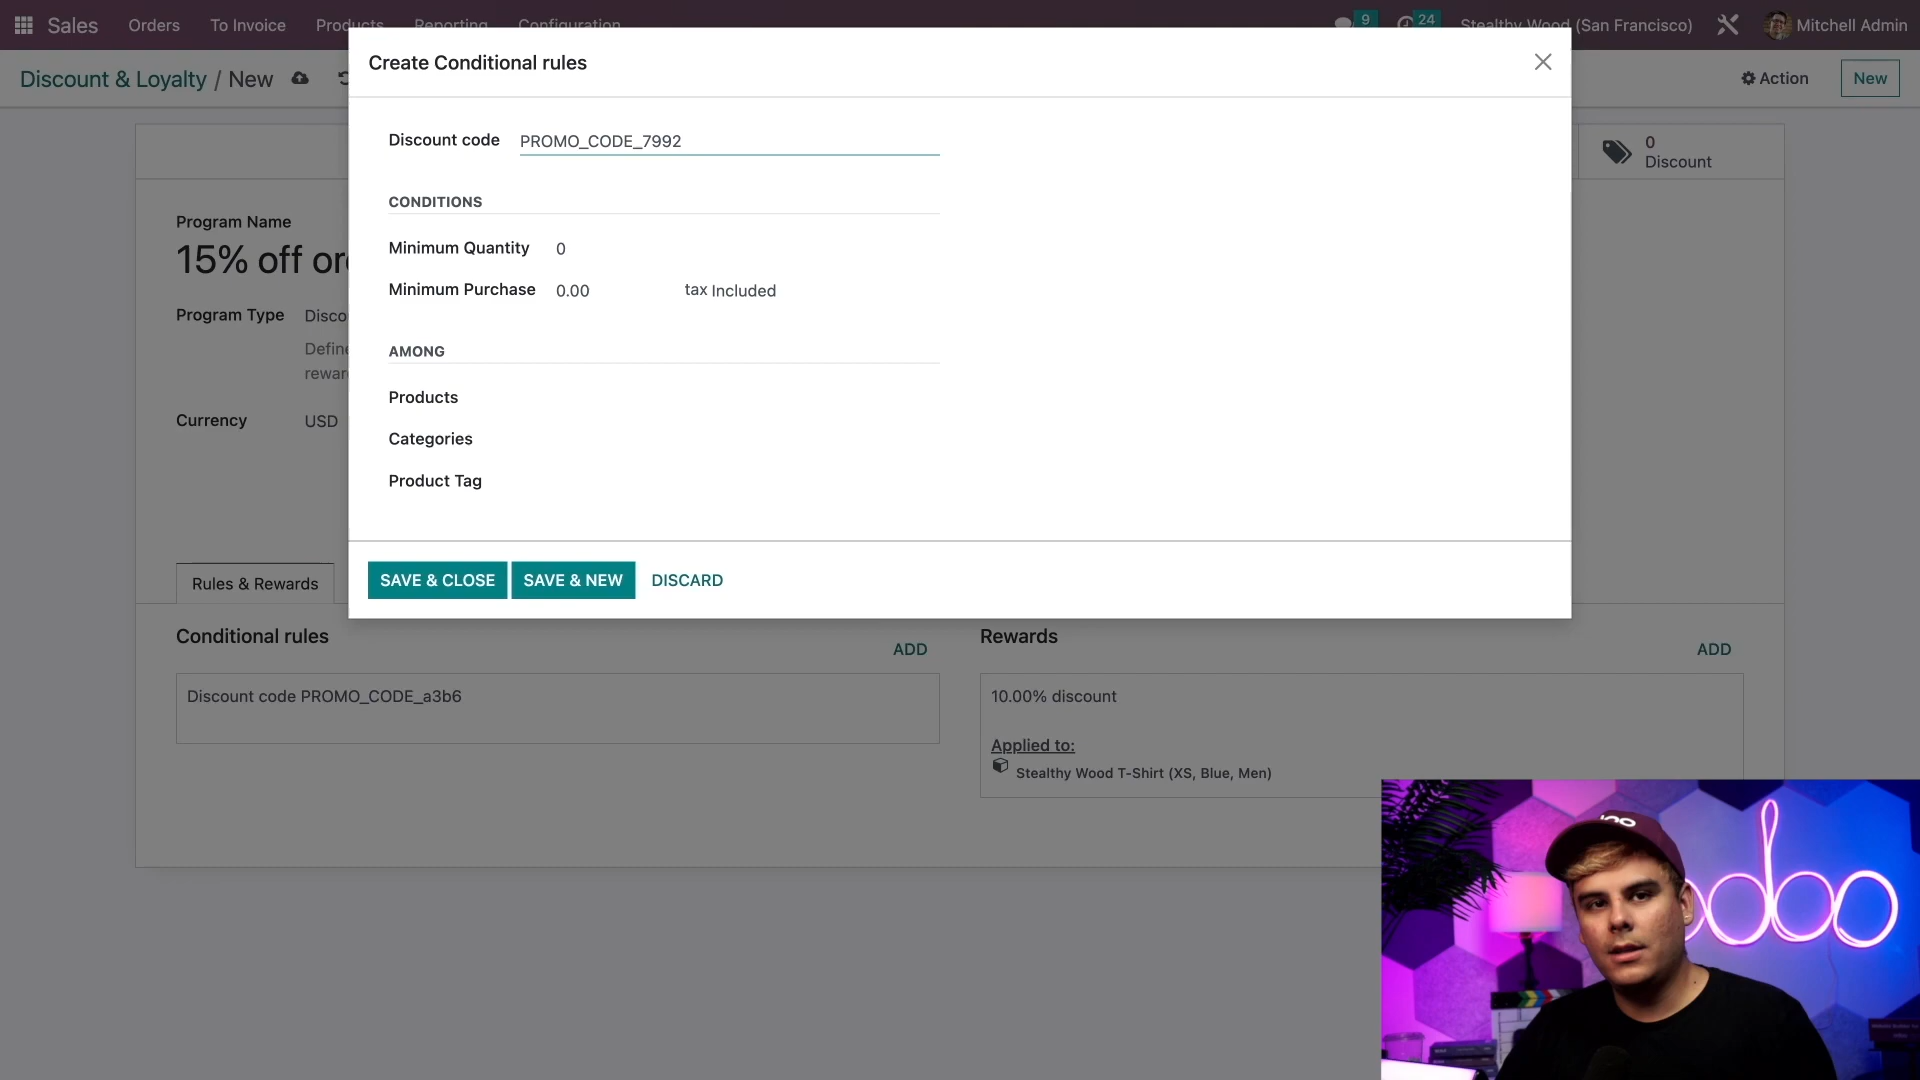 Sales Orders To Invoice Products Reporting Configuration 9 24 Stealthy Wood (San Francisco) Mitchell Admin
Discount & Loyalty / New Action New
Create Conditional rules
Discount code PROMO_CODE_7992
0
Discount
CONDITIONS
Program Name
Minimum Quantity 0
15% off ord
Minimum Purchase 0.00 tax Included
Program Type Disco
Define
AMONG
rewar
Products
Currency USD
Categories
Product Tag
SAVE & CLOSE SAVE & NEW DISCARD
Rules & Rewards
Conditional rules ADD Rewards ADD
Discount code PROMO_CODE_a3b6 10.00% discount
Applied to:
Stealthy Wood T-Shirt (XS, Blue, Men)
odoo